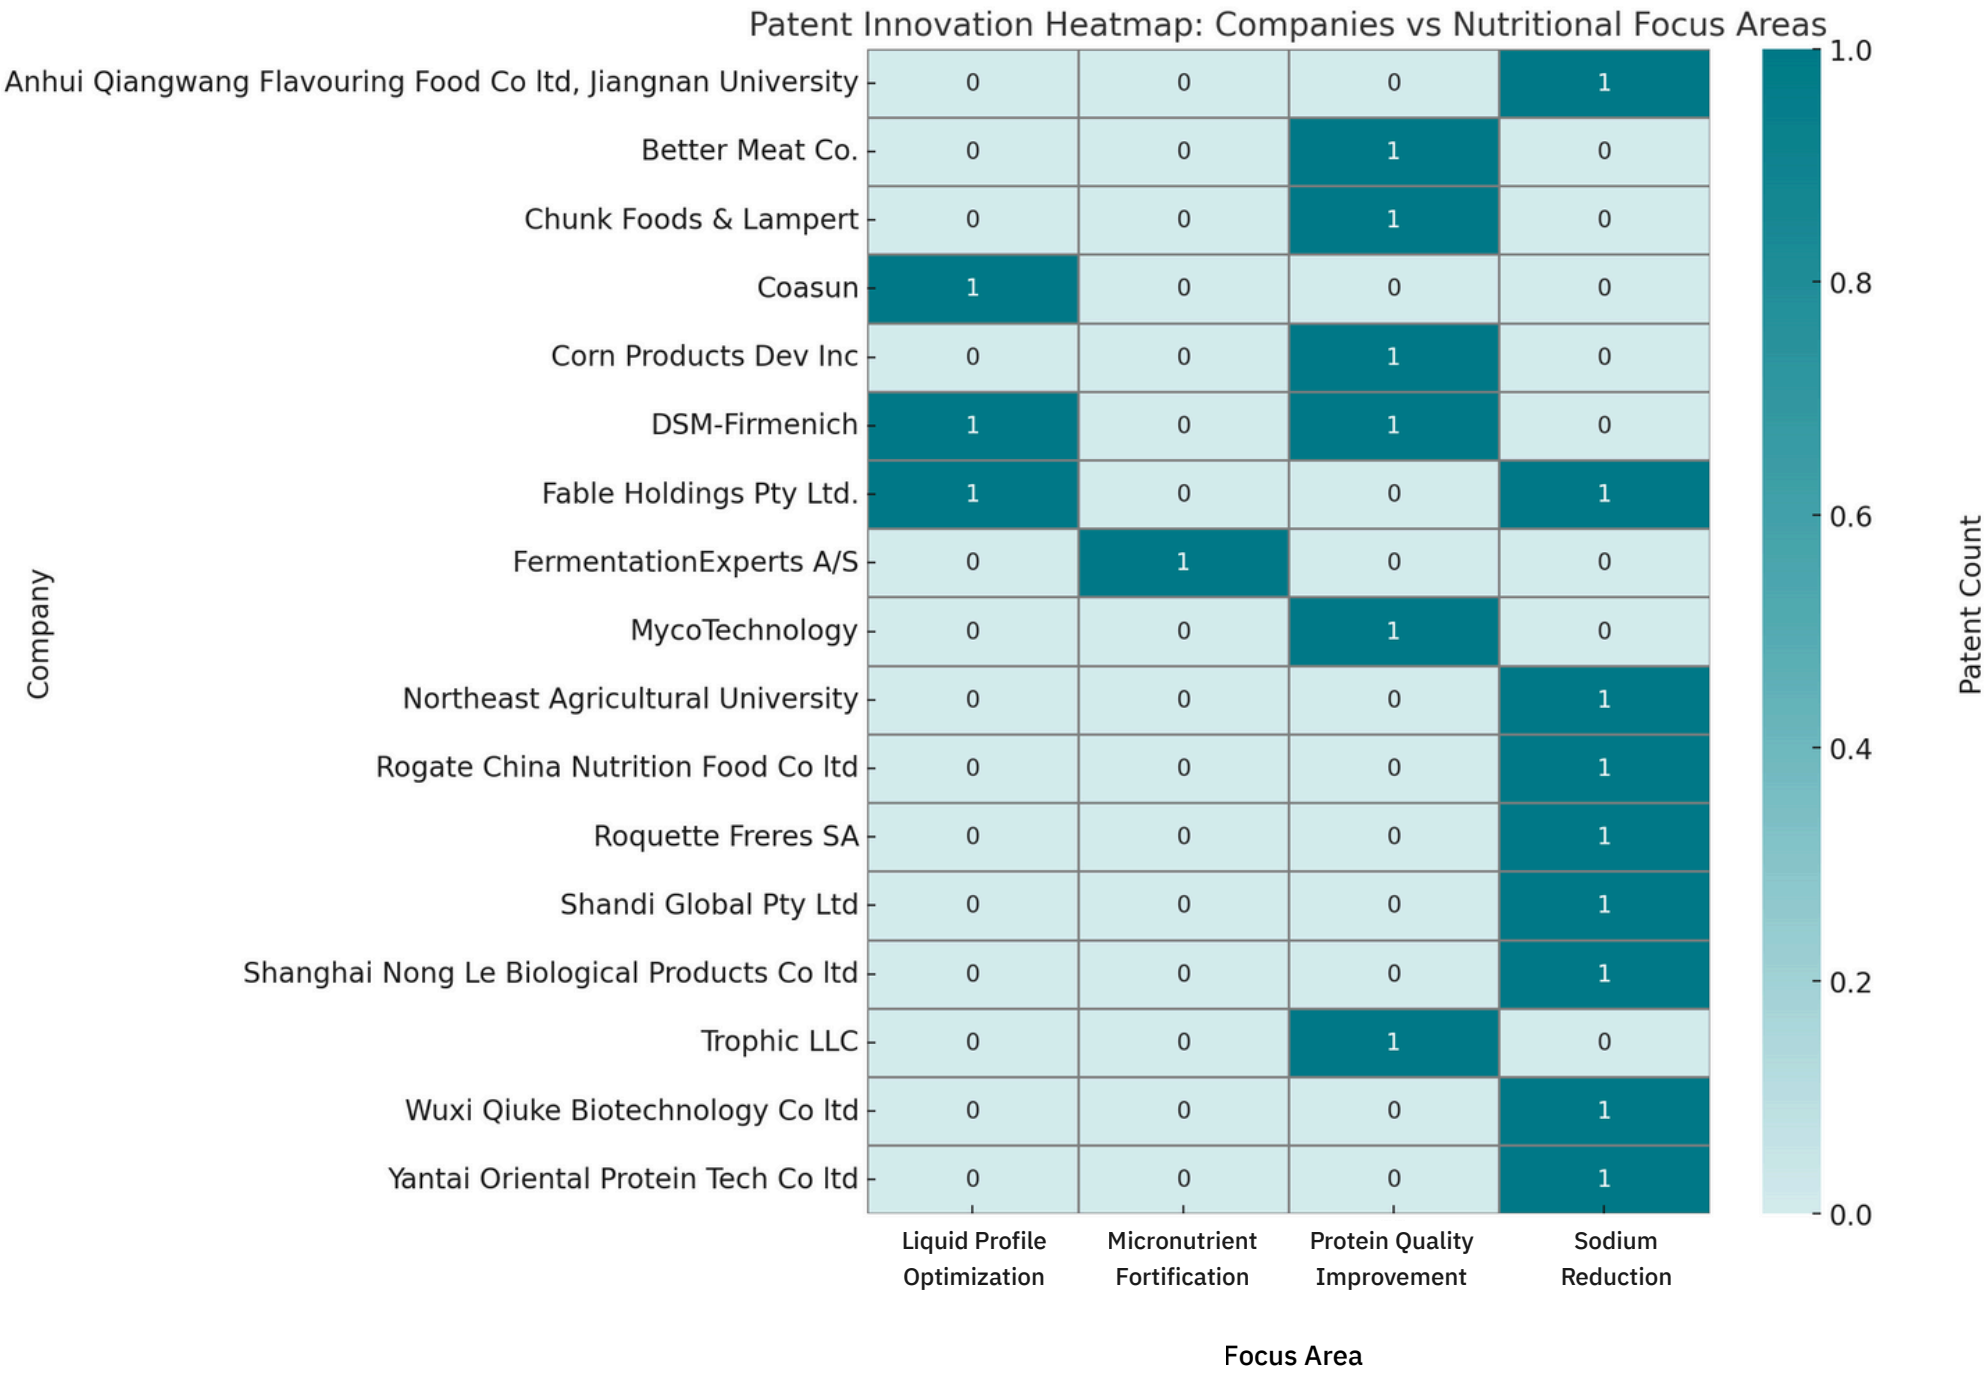 Patent Innovation Heatmap: Companies vs Nutritional Focus Areas
Anhui Qiangwang Flavouring Food Co ltd, Jiangnan University 0 0 0 1
Better Meat Co. 0 0 1 0
Chunk Foods & Lampert 0 0 1 0
Coasun 1 0 0 0
Corn Products Dev Inc 0 0 1 0
DSM-Firmenich 1 0 1 0
Fable Holdings Pty Ltd. 1 0 0 1
FermentationExperts A/S 0 1 0 0
MycoTechnology 0 0 1 0
Northeast Agricultural University 0 0 0 1
Rogate China Nutrition Food Co ltd 0 0 0 1
Roquette Freres SA 0 0 0 1
Shandi Global Pty Ltd 0 0 0 1
Shanghai Nong Le Biological Products Co ltd 0 0 0 1
Trophic LLC 0 0 1 0
Wuxi Qiuke Biotechnology Co ltd 0 0 0 1
Yantai Oriental Protein Tech Co ltd 0 0 0 1
Company
Liquid Profile
Optimization
Micronutrient
Fortification
Protein Quality
Improvement
Sodium
Reduction
Focus Area
1.0
0.8
0.6
0.4
0.2
0.0
Patent Count